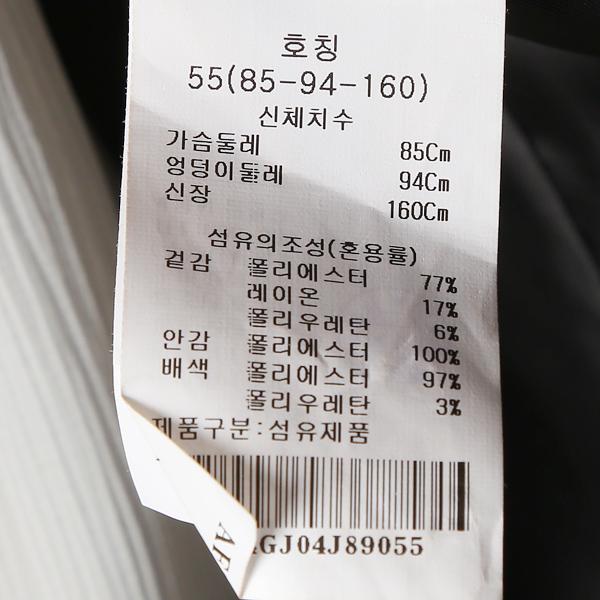 호칭
55(85-94-160)
신체치수
가슴둘레 85Cm
엉덩이둘레 94Cm
신장 160Cm
섬유의조성(혼용률)
겉감 폴리에스터 77%
레이온 17%
폴리우레탄 6%
안감 폴리에스터 100%
배색 폴리에스터 97%
폴리우레탄 3%
제품구분:섬유제품
GJ04J89055